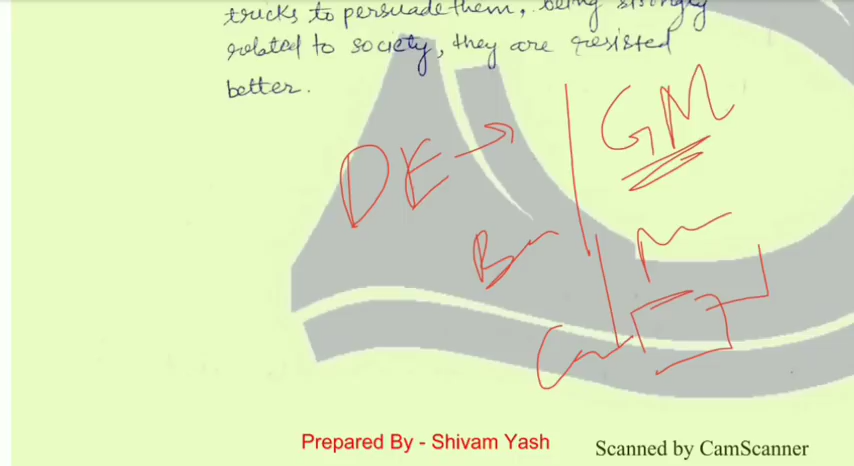 tricks to persuade them, being strongly
related to society, they are resisted
better.
DE → GM
Prepared By - Shivam Yash
Scanned by CamScanner